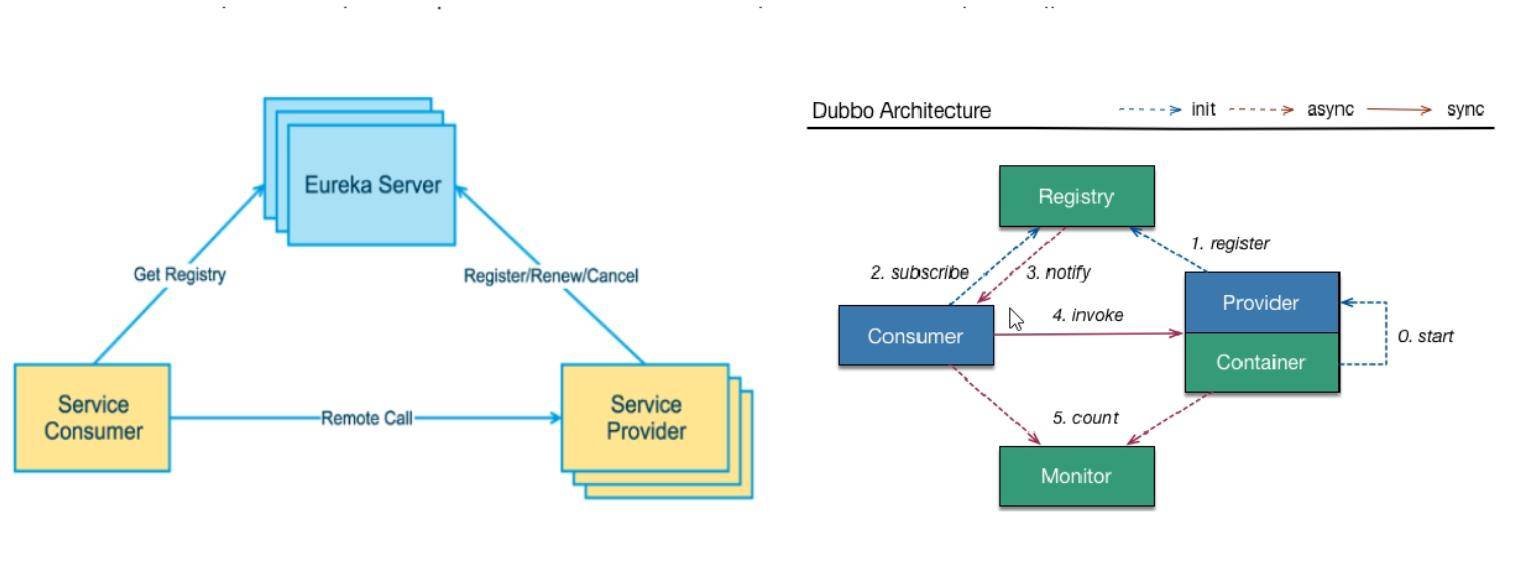 Eureka Server
Get Registry
Register/Renew/Cancel
Service
Consumer
Remote Call
Service
Provider
Dubbo Architecture
init
async
sync
Registry
1. register
2. subscribe
3. notify
Provider
4. invoke
Consumer
0. start
Container
5. count
Monitor